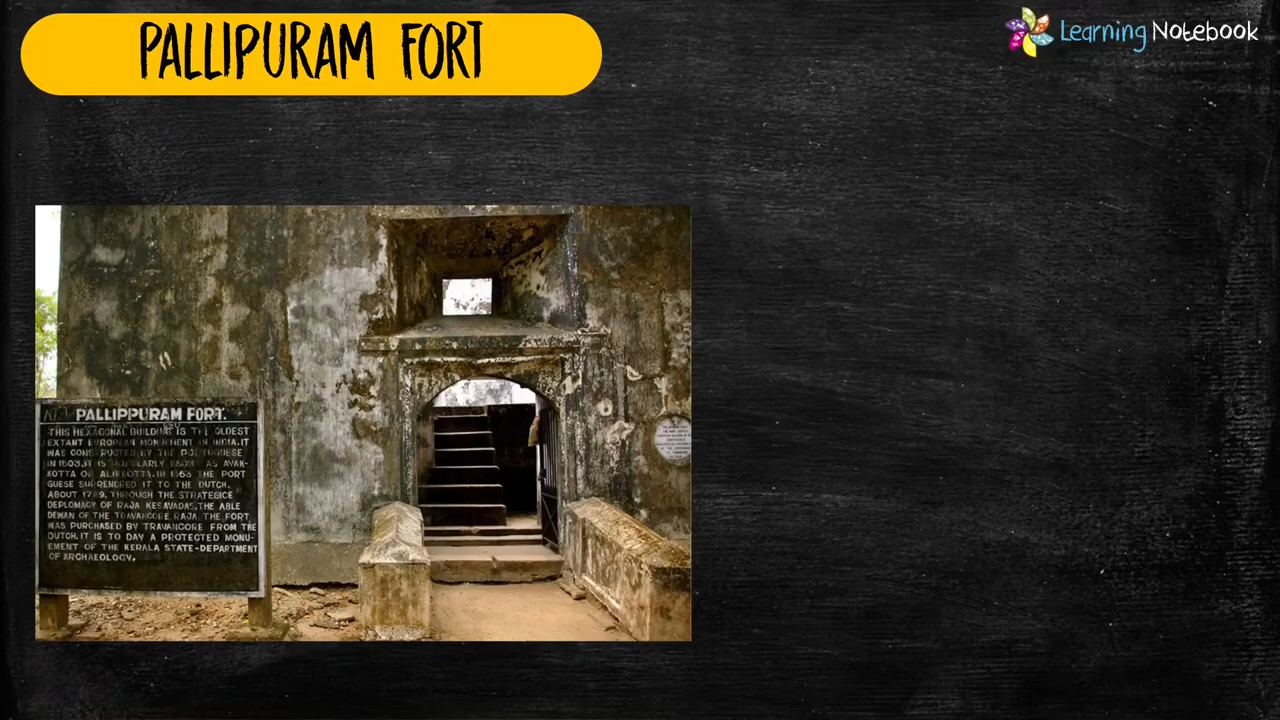 PALLIPURAM FORT
Learning Notebook
PALLIPPURAM FORT.
THIS HEXAGONAL BUILDING IS THE OLDEST
EXTANT EUROPEAN MONUMENT IN INDIA.IT
WAS CONSTRUCTED BY THE PORTUGUESE
IN 1503.IT IS POPULARLY KNOWN AS AYAK-
KOTTA OR ALIKKOTTA.IN 1663 THE PORT
GUESE SURRENDRED IT TO THE DUTCH.
ABOUT 1789. THROUGH THE STRATEGICE
DEPLOMACY OF RAJA KESAVADAS,THE ABLE
DEWAN OF THE TRAVANCORE RAJA, THE FORT
WAS PURCHASED BY TRAVANCORE FROM THE
DUTCH.IT IS TO DAY A PROTECTED MONU-
EMENT OF THE KERALA STATE-DEPARTMENT
OF ARCHAEOLOGY.